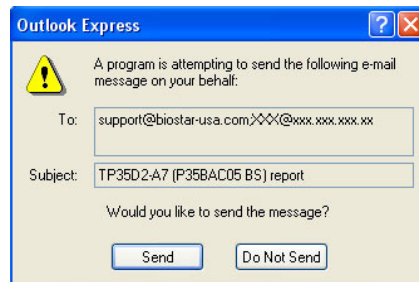 Outlook Express
A program is attempting to send the following e-mail
message on your behalf:
To: support@biostar-usa.com;XXX@xxx.xxx.xxx.xx
Subject: TP35D2-A7 (P35BAC05 BS) report
Would you like to send the message?
Send Do Not Send